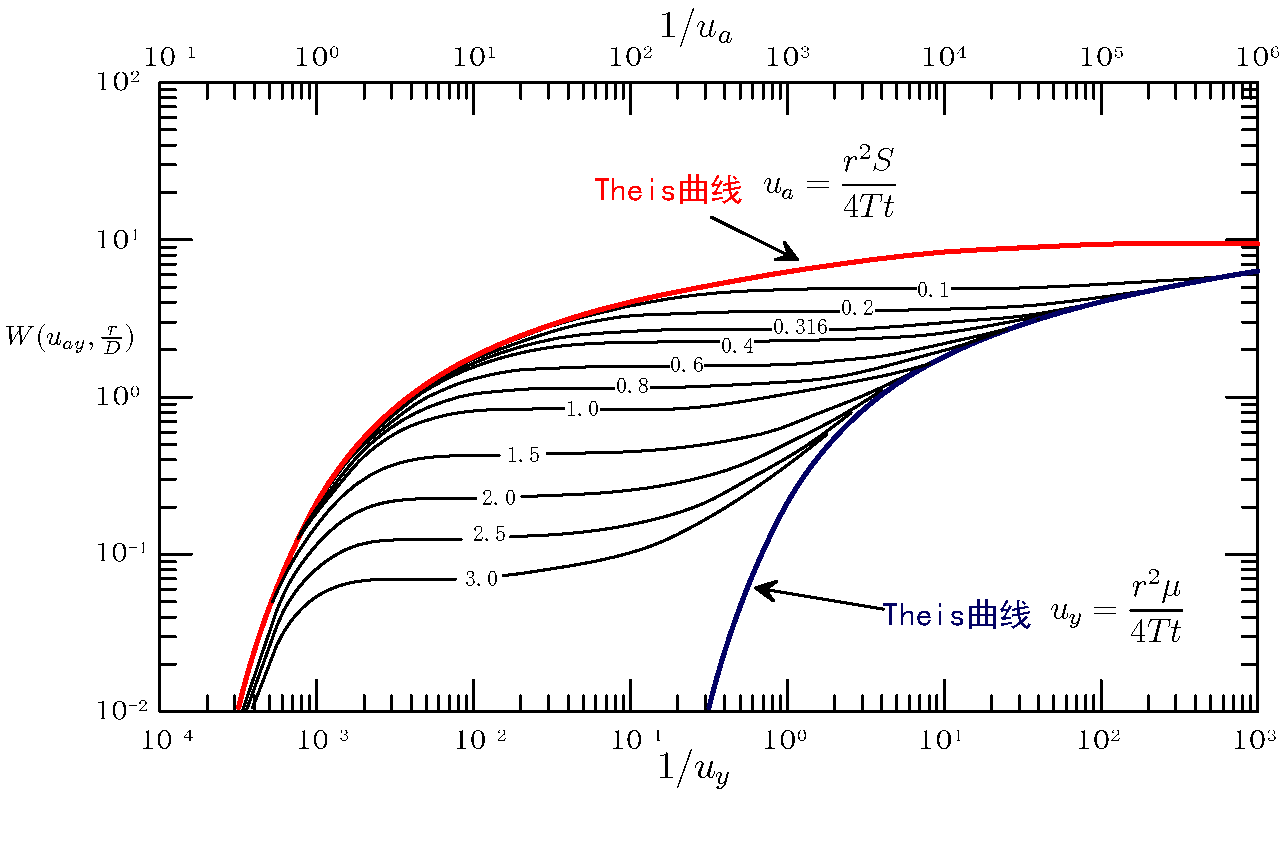 1/u_a
10^-1 10^0 10^1 10^2 10^3 10^4 10^5 10^6
10^2
Theis曲线 u_a = r^2S/4Tt
10^1
0.1
0.2
0.316
W(u_ay, r/D)
0.4
0.6
0.8
10^0
1.0
1.5
2.0
2.5
10^-1
3.0
Theis曲线 u_y = r^2μ/4Tt
10^-2
10^-4 10^-3 10^-2 10^-1 10^0 10^1 10^2 10^3
1/u_y